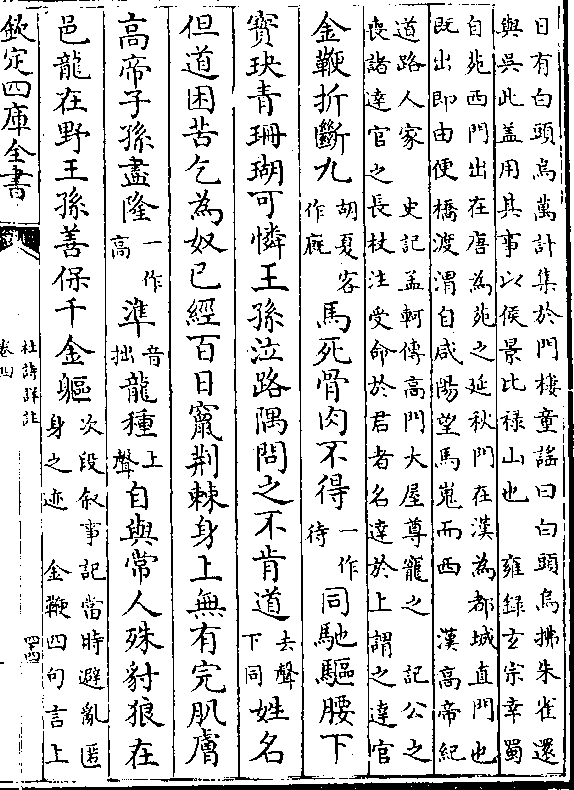 日有白頭烏萬計集於門樓童謡曰白頭烏拂朱雀還
與吳此盖用其事以侯景比禄山也　雍録玄宗幸蜀
自苑西門出在唐為苑之延秋門在漢為都城直門也
既出即由便橋渡渭自咸陽望馬嵬而西　漢高帝紀
道路人家　史記孟軻傳高門大屋尊寵之　記公之
喪諸達官之長杖注受命於君者名達於上謂之達官
金鞭折斷九胡夏客作廐馬死骨肉不得一作待同馳驅腰下
寳玦青珊瑚可憐王孫泣路隅問之不肯道去聲下同姓名
但道困苦乞為奴已經百日竄荆棘身上無有完肌膚
高帝子孫盡隆一作高準音拙龍種上聲自與常人殊豺狼在
邑龍在野王孫善保千金軀次段叙事記當時避亂匿身之迹　金鞭四句言上
欽定四庫全書
杜詩詳註
卷四
四四